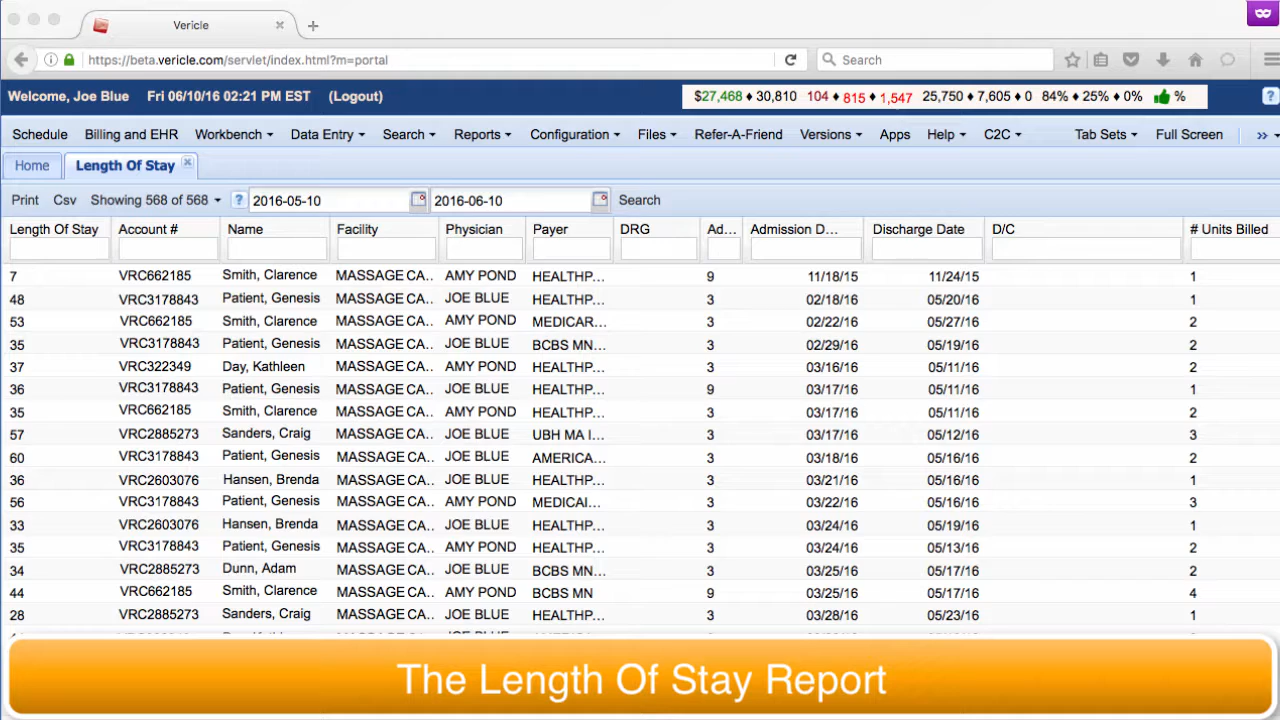 Vericle
https://beta.vericle.com/servlet/index.html?m=portal Search
Welcome, Joe Blue Fri 06/10/16 02:21 PM EST (Logout) $27,468 ♦ 30,810 104 ♦ 815 ♦ 1,547 25,750 ♦ 7,605 ♦ 0 84% ♦ 25% ♦ 0% % ?
Schedule Billing and EHR Workbench Data Entry Search Reports Configuration Files Refer-A-Friend Versions Apps Help C2C Tab Sets Full Screen »
Home Length Of Stay
Print Csv Showing 568 of 568 ? 2016-05-10 2016-06-10 Search
Length Of Stay Account # Name Facility Physician Payer DRG Ad... Admission D... Discharge Date D/C # Units Billed
7 VRC662185 Smith, Clarence MASSAGE CA.. AMY POND HEALTHP... 9 11/18/15 11/24/15 1
48 VRC3178843 Patient, Genesis MASSAGE CA.. JOE BLUE HEALTHP... 3 02/18/16 05/20/16 1
53 VRC662185 Smith, Clarence MASSAGE CA.. AMY POND MEDICAR... 3 02/22/16 05/27/16 2
35 VRC3178843 Patient, Genesis MASSAGE CA.. JOE BLUE BCBS MN... 3 02/29/16 05/19/16 2
37 VRC322349 Day, Kathleen MASSAGE CA.. AMY POND HEALTHP... 3 03/16/16 05/11/16 2
36 VRC3178843 Patient, Genesis MASSAGE CA.. JOE BLUE HEALTHP... 9 03/17/16 05/11/16 1
35 VRC662185 Smith, Clarence MASSAGE CA.. AMY POND HEALTHP... 3 03/17/16 05/11/16 2
57 VRC2885273 Sanders, Craig MASSAGE CA.. JOE BLUE UBH MA I... 3 03/17/16 05/12/16 3
60 VRC3178843 Patient, Genesis MASSAGE CA.. JOE BLUE AMERICA... 3 03/18/16 05/16/16 2
36 VRC2603076 Hansen, Brenda MASSAGE CA.. JOE BLUE HEALTHP... 3 03/21/16 05/16/16 1
56 VRC3178843 Patient, Genesis MASSAGE CA.. AMY POND MEDICAI... 3 03/22/16 05/16/16 3
33 VRC2603076 Hansen, Brenda MASSAGE CA.. JOE BLUE HEALTHP... 3 03/24/16 05/19/16 1
35 VRC3178843 Patient, Genesis MASSAGE CA.. AMY POND HEALTHP... 3 03/24/16 05/13/16 2
34 VRC2885273 Dunn, Adam MASSAGE CA.. JOE BLUE BCBS MN... 3 03/25/16 05/17/16 2
44 VRC662185 Smith, Clarence MASSAGE CA.. AMY POND BCBS MN 9 03/25/16 05/17/16 4
28 VRC2885273 Sanders, Craig MASSAGE CA.. JOE BLUE HEALTHP... 3 03/28/16 05/23/16 1
The Length Of Stay Report